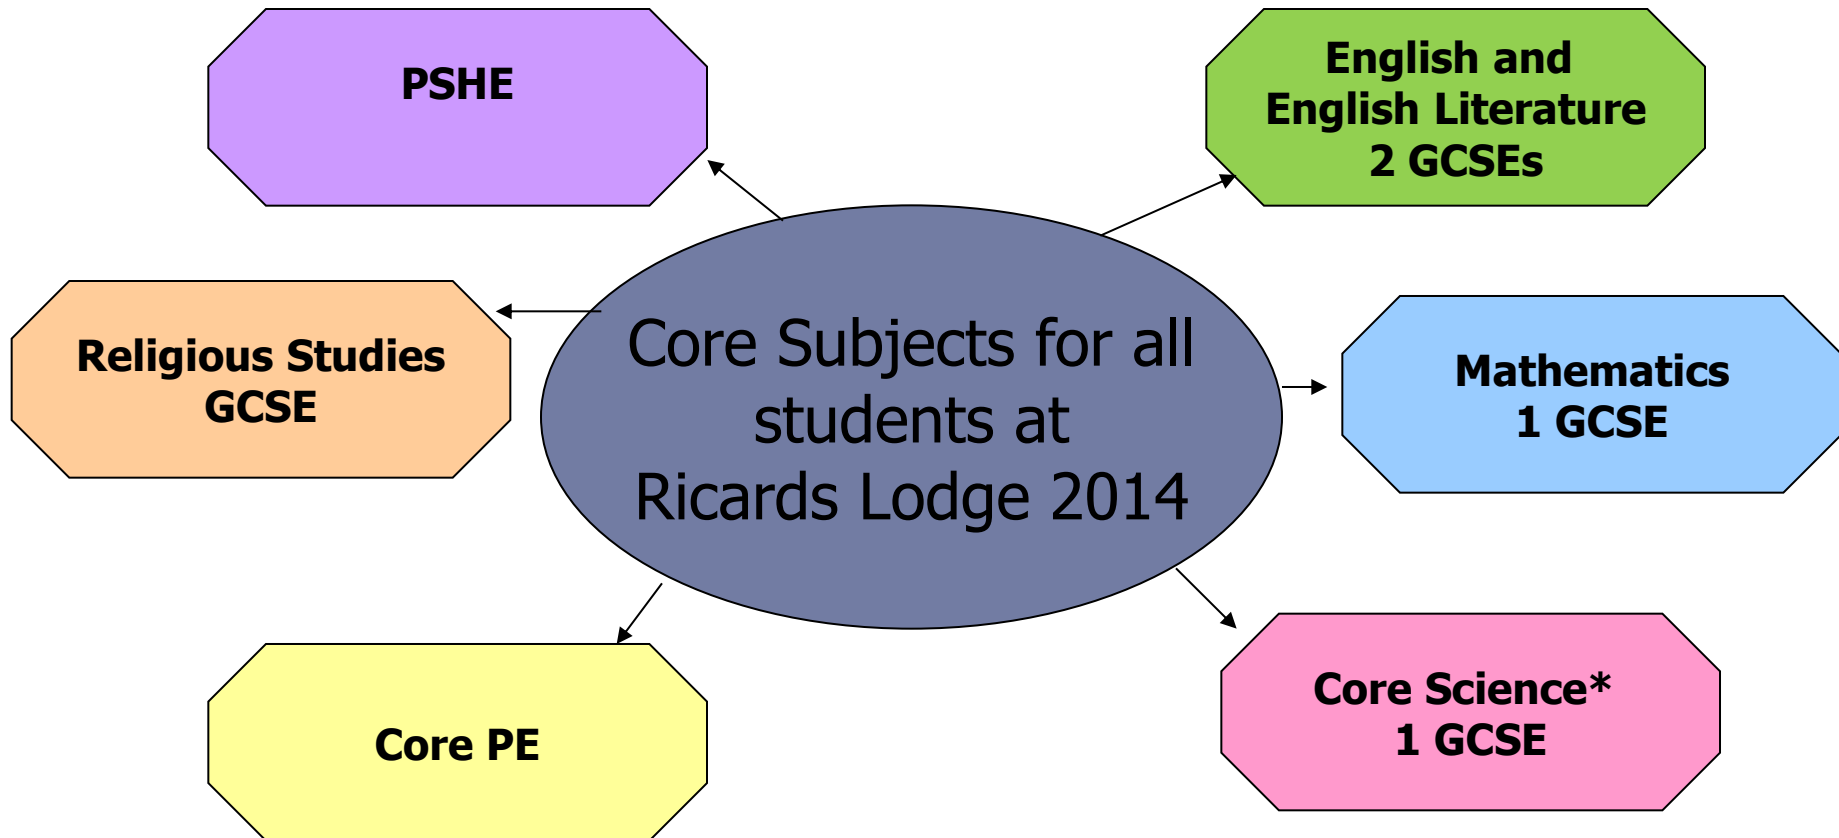 PSHE
English and
English Literature
2 GCSEs
Religious Studies
GCSE
Core Subjects for all
students at
Ricards Lodge 2014
Mathematics
1 GCSE
Core PE
Core Science*
1 GCSE